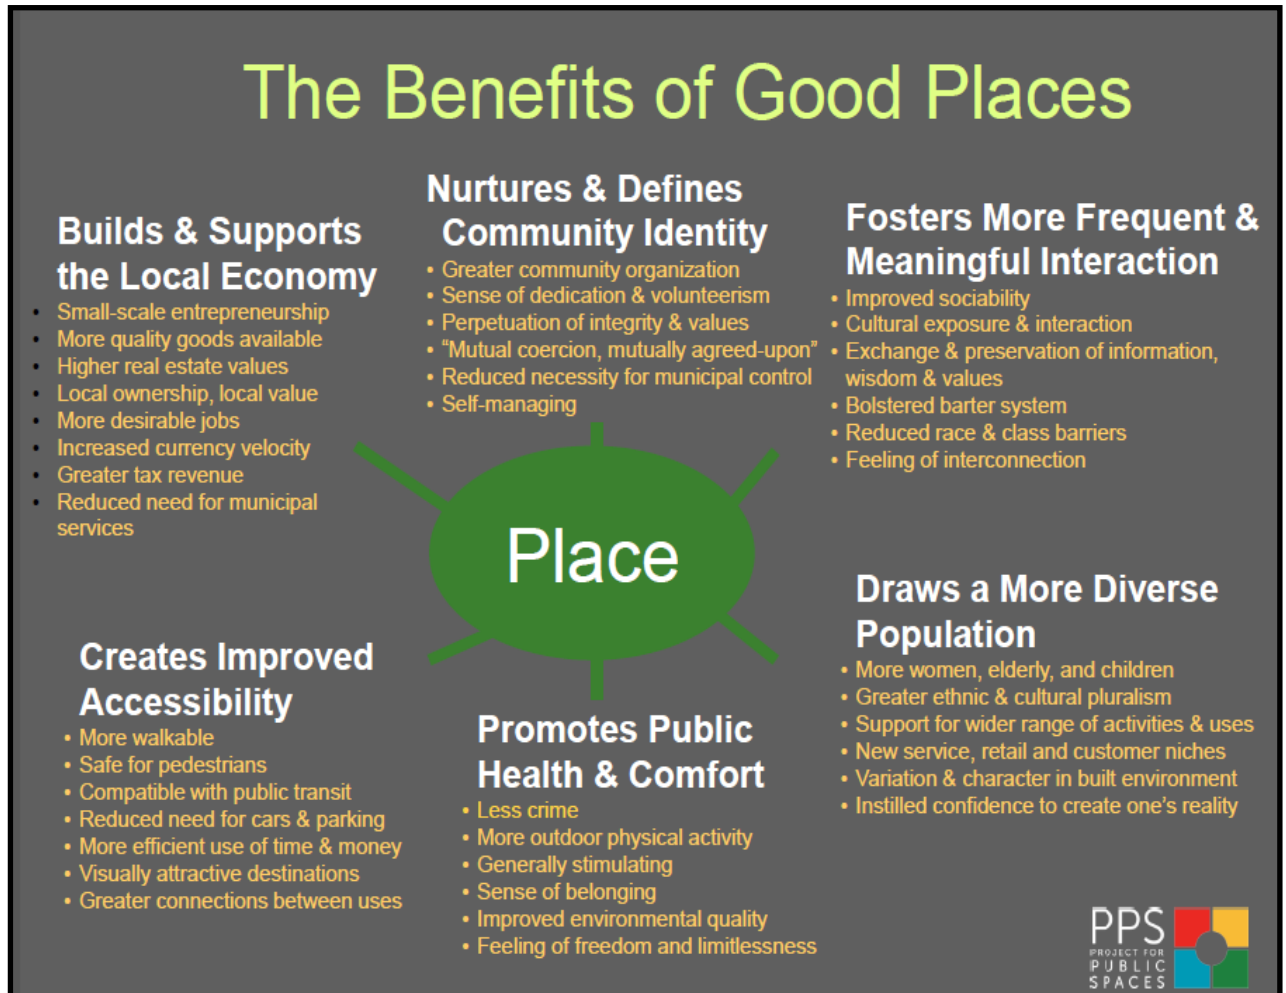 The Benefits of Good Places
Builds & Supports
the Local Economy
• Small-scale entrepreneurship
• More quality goods available
• Higher real estate values
• Local ownership, local value
• More desirable jobs
• Increased currency velocity
• Greater tax revenue
• Reduced need for municipal
services
Nurtures & Defines
Community Identity
• Greater community organization
• Sense of dedication & volunteerism
• Perpetuation of integrity & values
• “Mutual coercion, mutually agreed-upon”
• Reduced necessity for municipal control
• Self-managing
Fosters More Frequent &
Meaningful Interaction
• Improved sociability
• Cultural exposure & interaction
• Exchange & preservation of information,
wisdom & values
• Bolstered barter system
• Reduced race & class barriers
• Feeling of interconnection
Place
Creates Improved
Accessibility
• More walkable
• Safe for pedestrians
• Compatible with public transit
• Reduced need for cars & parking
• More efficient use of time & money
• Visually attractive destinations
• Greater connections between uses
Promotes Public
Health & Comfort
• Less crime
• More outdoor physical activity
• Generally stimulating
• Sense of belonging
• Improved environmental quality
• Feeling of freedom and limitlessness
Draws a More Diverse
Population
• More women, elderly, and children
• Greater ethnic & cultural pluralism
• Support for wider range of activities & uses
• New service, retail and customer niches
• Variation & character in built environment
• Instilled confidence to create one’s reality
PPS
PROJECT FOR
PUBLIC
SPACES